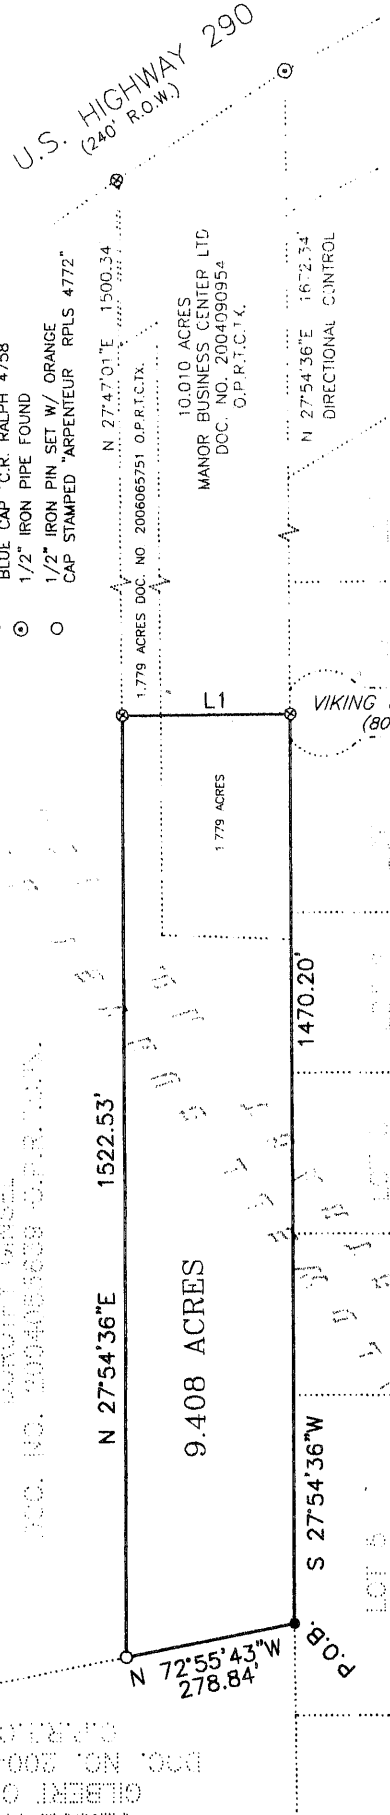 U.S. HIGHWAY 290
(240' R.O.W.)
BLUE CAP "C.R. RALPH 4758"
1/2" IRON PIPE FOUND
1/2" IRON PIN SET W/ ORANGE
CAP STAMPED "ARPENTEUR RPLS 4772"
N 27°47'01"E 1500.34
1.779 ACRES DOC. NO. 2006065751 O.P.R.T.C.TX.
10.010 ACRES
MANOR BUSINESS CENTER LTD
DOC. NO. 2004090954
O.P.R.T.C.TX.
N 27°54'36"E 1672.34'
DIRECTIONAL CONTROL
L1
VIKING
(80
1.779 ACRES
N 27°54'36"E 1522.53'
9.408 ACRES
S 27°54'36"W 1470.20'
N 72°55'43"W
278.84'
P.O.B.
LOT
DOC. NO.
GILBERT
DOC. NO.